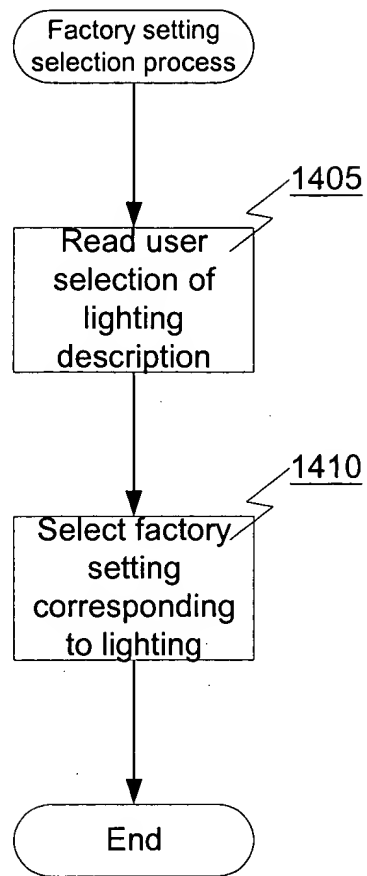 Factory setting
selection process
1405
Read user
selection of
lighting
description
1410
Select factory
setting
corresponding
to lighting
End